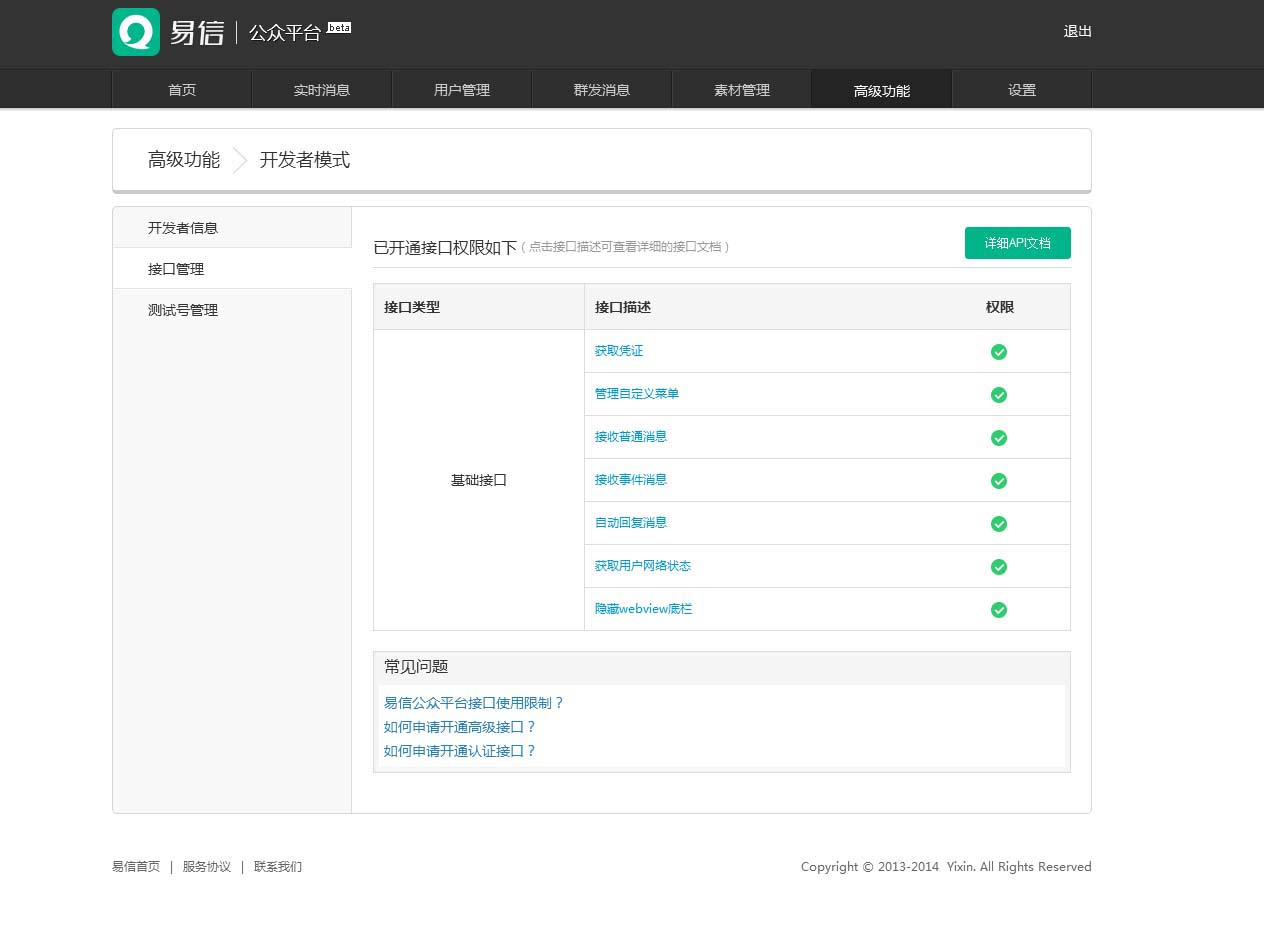 易信 公众平台 beta
退出
首页 实时消息 用户管理 群发消息 素材管理 高级功能 设置
高级功能 开发者模式
开发者信息
接口管理
测试号管理
已开通接口权限如下（点击接口描述可查看详细的接口文档） 详细API文档
接口类型 接口描述 权限
获取凭证
管理自定义菜单
接收普通消息
基础接口 接收事件消息
自动回复消息
获取用户网络状态
隐藏webview底栏
常见问题
易信公众平台接口使用限制？
如何申请开通高级接口？
如何申请开通认证接口？
易信首页 | 服务协议 | 联系我们 Copyright © 2013-2014 Yixin. All Rights Reserved